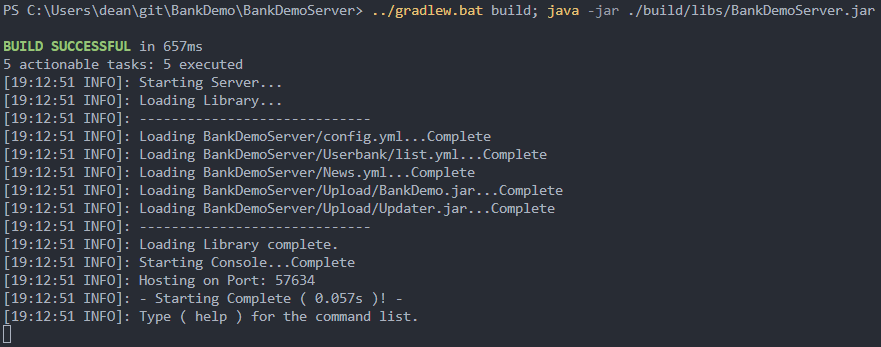 PS C:\Users\dean\git\BankDemo\BankDemoServer> ../gradlew.bat build; java -jar ./build/libs/BankDemoServer.jar
BUILD SUCCESSFUL in 657ms
5 actionable tasks: 5 executed
[19:12:51 INFO]: Starting Server...
[19:12:51 INFO]: Loading Library...
[19:12:51 INFO]: -----------------------------
[19:12:51 INFO]: Loading BankDemoServer/config.yml...Complete
[19:12:51 INFO]: Loading BankDemoServer/Userbank/list.yml...Complete
[19:12:51 INFO]: Loading BankDemoServer/News.yml...Complete
[19:12:51 INFO]: Loading BankDemoServer/Upload/BankDemo.jar...Complete
[19:12:51 INFO]: Loading BankDemoServer/Upload/Updater.jar...Complete
[19:12:51 INFO]: -----------------------------
[19:12:51 INFO]: Loading Library complete.
[19:12:51 INFO]: Starting Console...Complete
[19:12:51 INFO]: Hosting on Port: 57634
[19:12:51 INFO]: - Starting Complete ( 0.057s )! -
[19:12:51 INFO]: Type ( help ) for the command list.